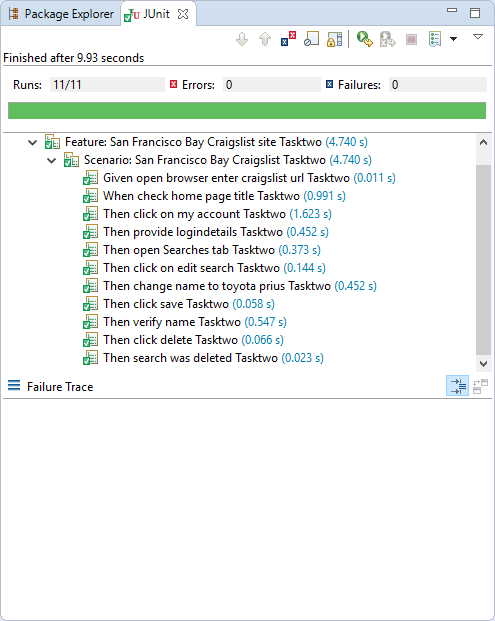 Package Explorer JUnit
Finished after 9.93 seconds
Runs: 11/11 Errors: 0 Failures: 0
Feature: San Francisco Bay Craigslist site Tasktwo (4.740 s)
Scenario: San Francisco Bay Craigslist Tasktwo (4.740 s)
Given open browser enter craigslist url Tasktwo (0.011 s)
When check home page title Tasktwo (0.991 s)
Then click on my account Tasktwo (1.623 s)
Then provide logindetails Tasktwo (0.452 s)
Then open Searches tab Tasktwo (0.373 s)
Then click on edit search Tasktwo (0.144 s)
Then change name to toyota prius Tasktwo (0.452 s)
Then click save Tasktwo (0.058 s)
Then verify name Tasktwo (0.547 s)
Then click delete Tasktwo (0.066 s)
Then search was deleted Tasktwo (0.023 s)
Failure Trace